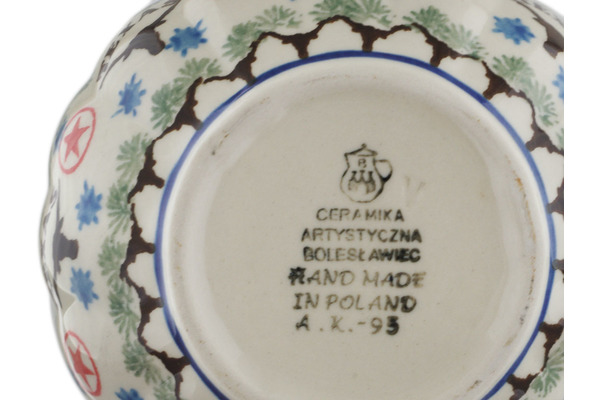 B
CERAMIKA
ARTYSTYCZNA
BOLESŁAWIEC
HAND MADE
IN POLAND
A.K.-93